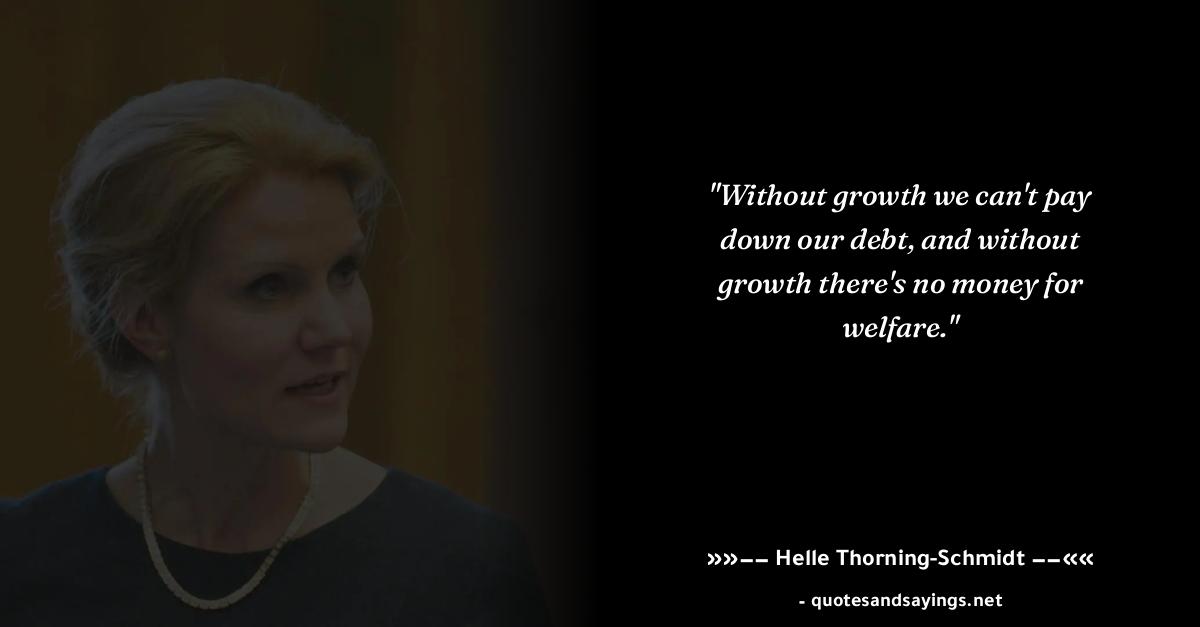 "Without growth we can't pay
down our debt, and without
growth there's no money for
welfare."
»»−− Helle Thorning-Schmidt −−««
- quotesandsayings.net